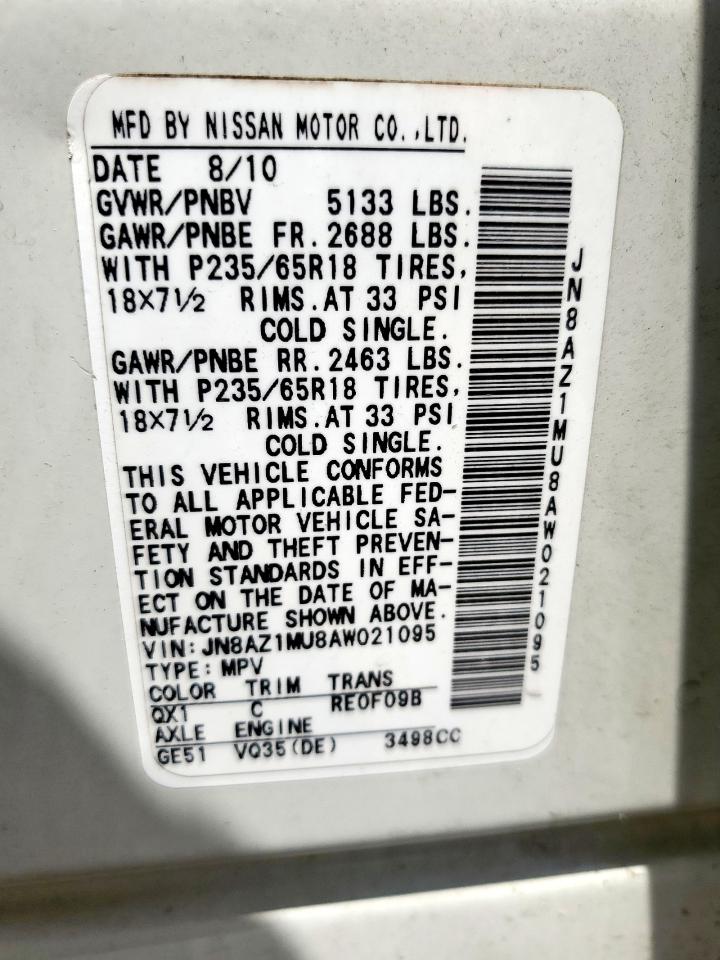 MFD BY NISSAN MOTOR CO.,LTD.
DATE 8/10
GVWR/PNBV 5133 LBS.
GAWR/PNBE FR.2688 LBS.
WITH P235/65R18 TIRES,
18×7½ RIMS.AT 33 PSI
COLD SINGLE.
GAWR/PNBE RR.2463 LBS.
WITH P235/65R18 TIRES,
18×7½ RIMS.AT 33 PSI
COLD SINGLE.
THIS VEHICLE CONFORMS
TO ALL APPLICABLE FED-
ERAL MOTOR VEHICLE SA-
FETY AND THEFT PREVEN-
TION STANDARDS IN EFF-
ECT ON THE DATE OF MA-
NUFACTURE SHOWN ABOVE.
VIN:JN8AZ1MU8AW021095
TYPE:MPV
COLOR TRIM TRANS
QX1 C RE0F09B
AXLE ENGINE
GE51 VQ35(DE) 3498CC
JN8AZ1MU8AW021095